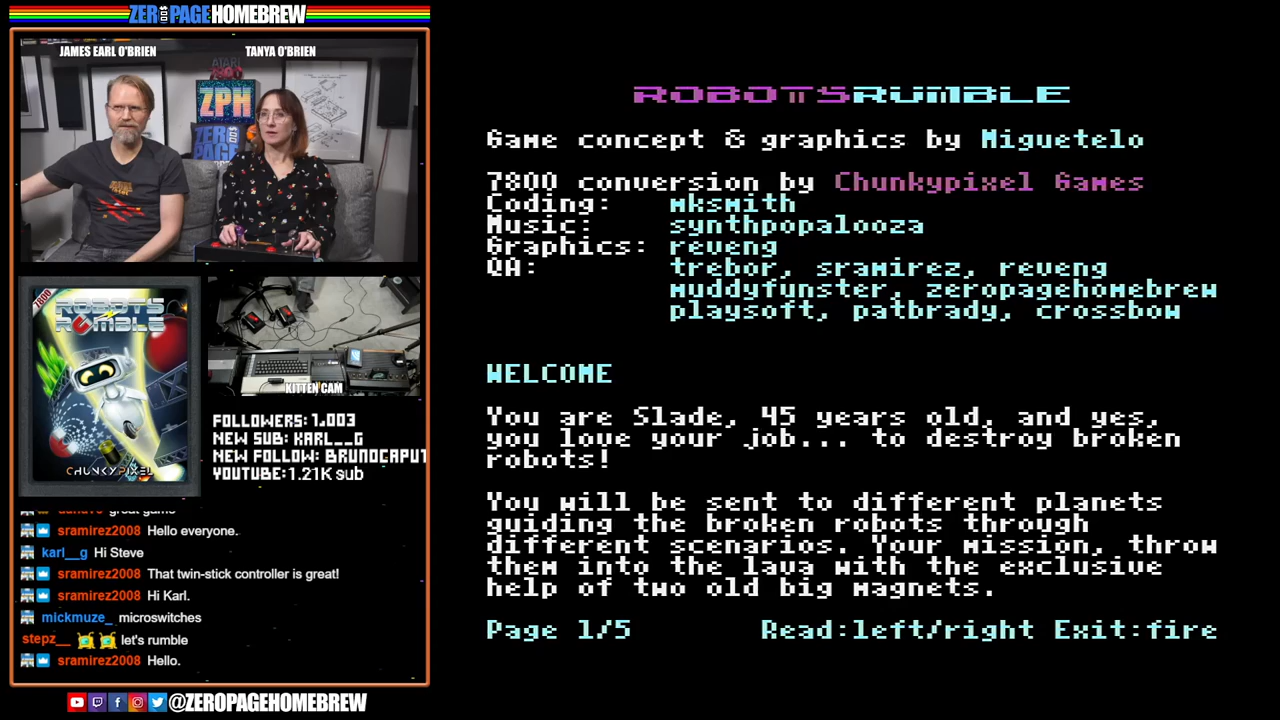 ZEROPAGEHOMEBREW
JAMES EARL O'BRIEN
TANYA O'BRIEN
ATARI
ZPH
ZERO
PAGE
7800
ROBOTS
RUMBLE
CHUNKYPIXEL
KITTEN CAM
FOLLOWERS: 1,003
NEW SUB: KARL__G
NEW FOLLOW: BRUNOCAPUT
YOUTUBE: 1.21K sub
great game
sramirez2008 Hello everyone.
karl__g Hi Steve
sramirez2008 That twin-stick controller is great!
sramirez2008 Hi Karl.
mickmuze_ microswitches
stepz__ let's rumble
sramirez2008 Hello.
@ZEROPAGEHOMEBREW
ROBOTSRUMBLE
Game concept & graphics by Miguetelo
7800 conversion by Chunkypixel Games
Coding: mksmith
Music: synthpopalooza
Graphics: reveng
QA: trebor, sramirez, reveng
muddyfunster, zeropagehomebrew
playsoft, patbrady, crossbow
WELCOME
You are Slade, 45 years old, and yes,
you love your job... to destroy broken
robots!
You will be sent to different planets
guiding the broken robots through
different scenarios. Your mission, throw
them into the lava with the exclusive
help of two old big magnets.
Page 1/5 Read:left/right Exit:fire